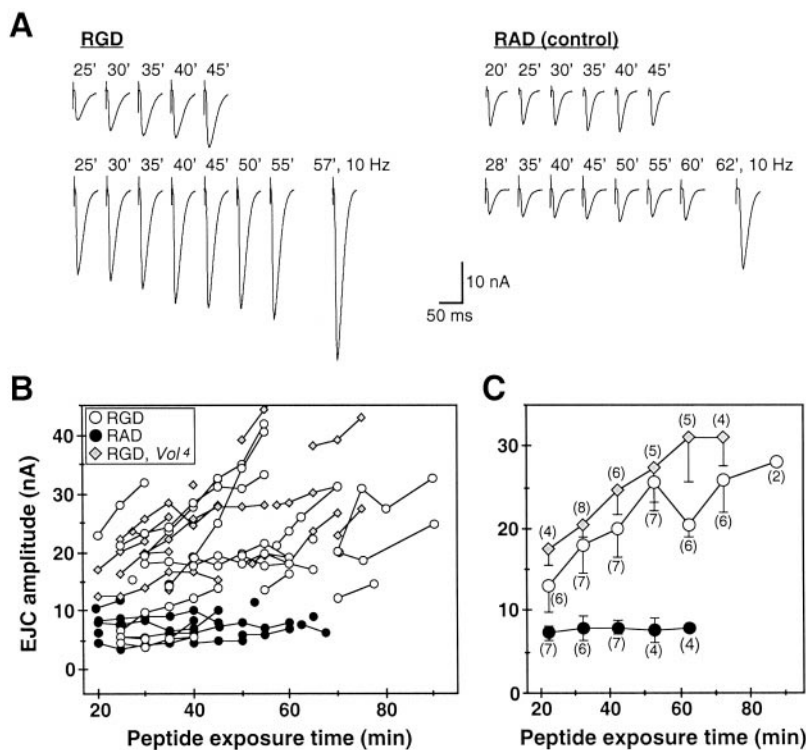 A
RGD
RAD (control)
25' 30' 35' 40' 45'
20' 25' 30' 35' 40' 45'
25' 30' 35' 40' 45' 50' 55' 57', 10 Hz
28' 35' 40' 45' 50' 55' 60' 62', 10 Hz
10 nA
50 ms
B
RGD
RAD
RGD, Vol⁴
EJC amplitude (nA)
40
30
20
10
0
20 40 60 80
Peptide exposure time (min)
C
30
20
10
0
(4) (8) (6) (5) (5) (4)
(6) (7) (7) (7) (6) (6) (2)
(7) (6) (7) (4) (4)
20 40 60 80
Peptide exposure time (min)